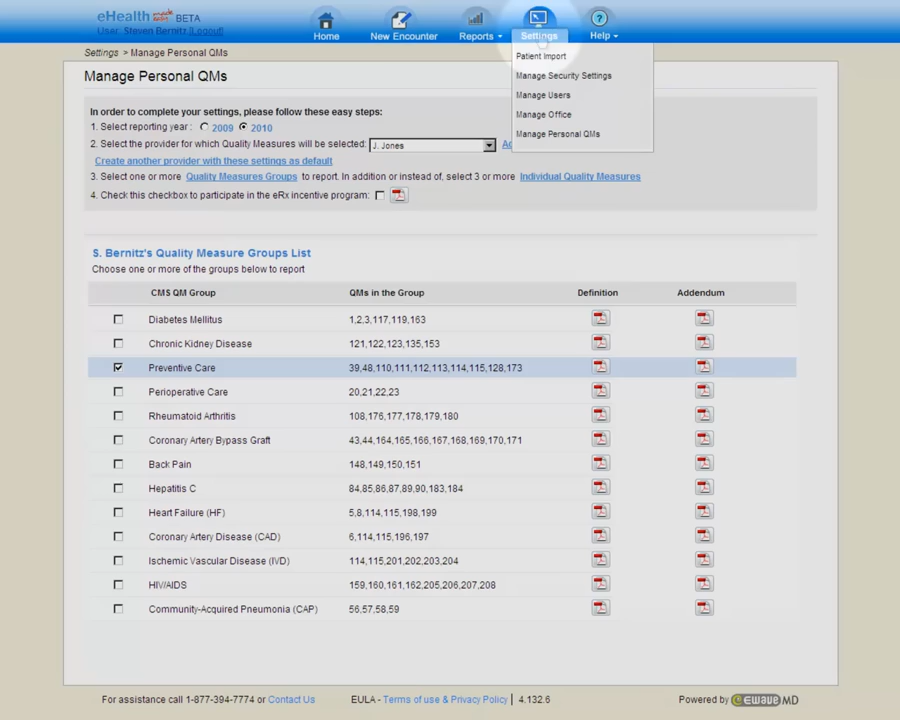 eHealth made easy BETA
User: Steven Bernitz [Logout]
Home
New Encounter
Reports
Settings
Help
Patient Import
Manage Security Settings
Manage Users
Manage Office
Manage Personal QMs
Settings > Manage Personal QMs
Manage Personal QMs
In order to complete your settings, please follow these easy steps:
1. Select reporting year : 2009 2010
2. Select the provider for which Quality Measures will be selected: J. Jones
Create another provider with these settings as default
3. Select one or more Quality Measures Groups to report. In addition or instead of, select 3 or more Individual Quality Measures
4. Check this checkbox to participate in the eRx incentive program:
S. Bernitz's Quality Measure Groups List
Choose one or more of the groups below to report
CMS QM Group QMs in the Group Definition Addendum
Diabetes Mellitus 1,2,3,117,119,163
Chronic Kidney Disease 121,122,123,135,153
Preventive Care 39,48,110,111,112,113,114,115,128,173
Perioperative Care 20,21,22,23
Rheumatoid Arthritis 108,176,177,178,179,180
Coronary Artery Bypass Graft 43,44,164,165,166,167,168,169,170,171
Back Pain 148,149,150,151
Hepatitis C 84,85,86,87,89,90,183,184
Heart Failure (HF) 5,8,114,115,198,199
Coronary Artery Disease (CAD) 6,114,115,196,197
Ischemic Vascular Disease (IVD) 114,115,201,202,203,204
HIV/AIDS 159,160,161,162,205,206,207,208
Community-Acquired Pneumonia (CAP) 56,57,58,59
For assistance call 1-877-394-7774 or Contact Us EULA - Terms of use & Privacy Policy | 4.132.6 Powered by EWAVE MD